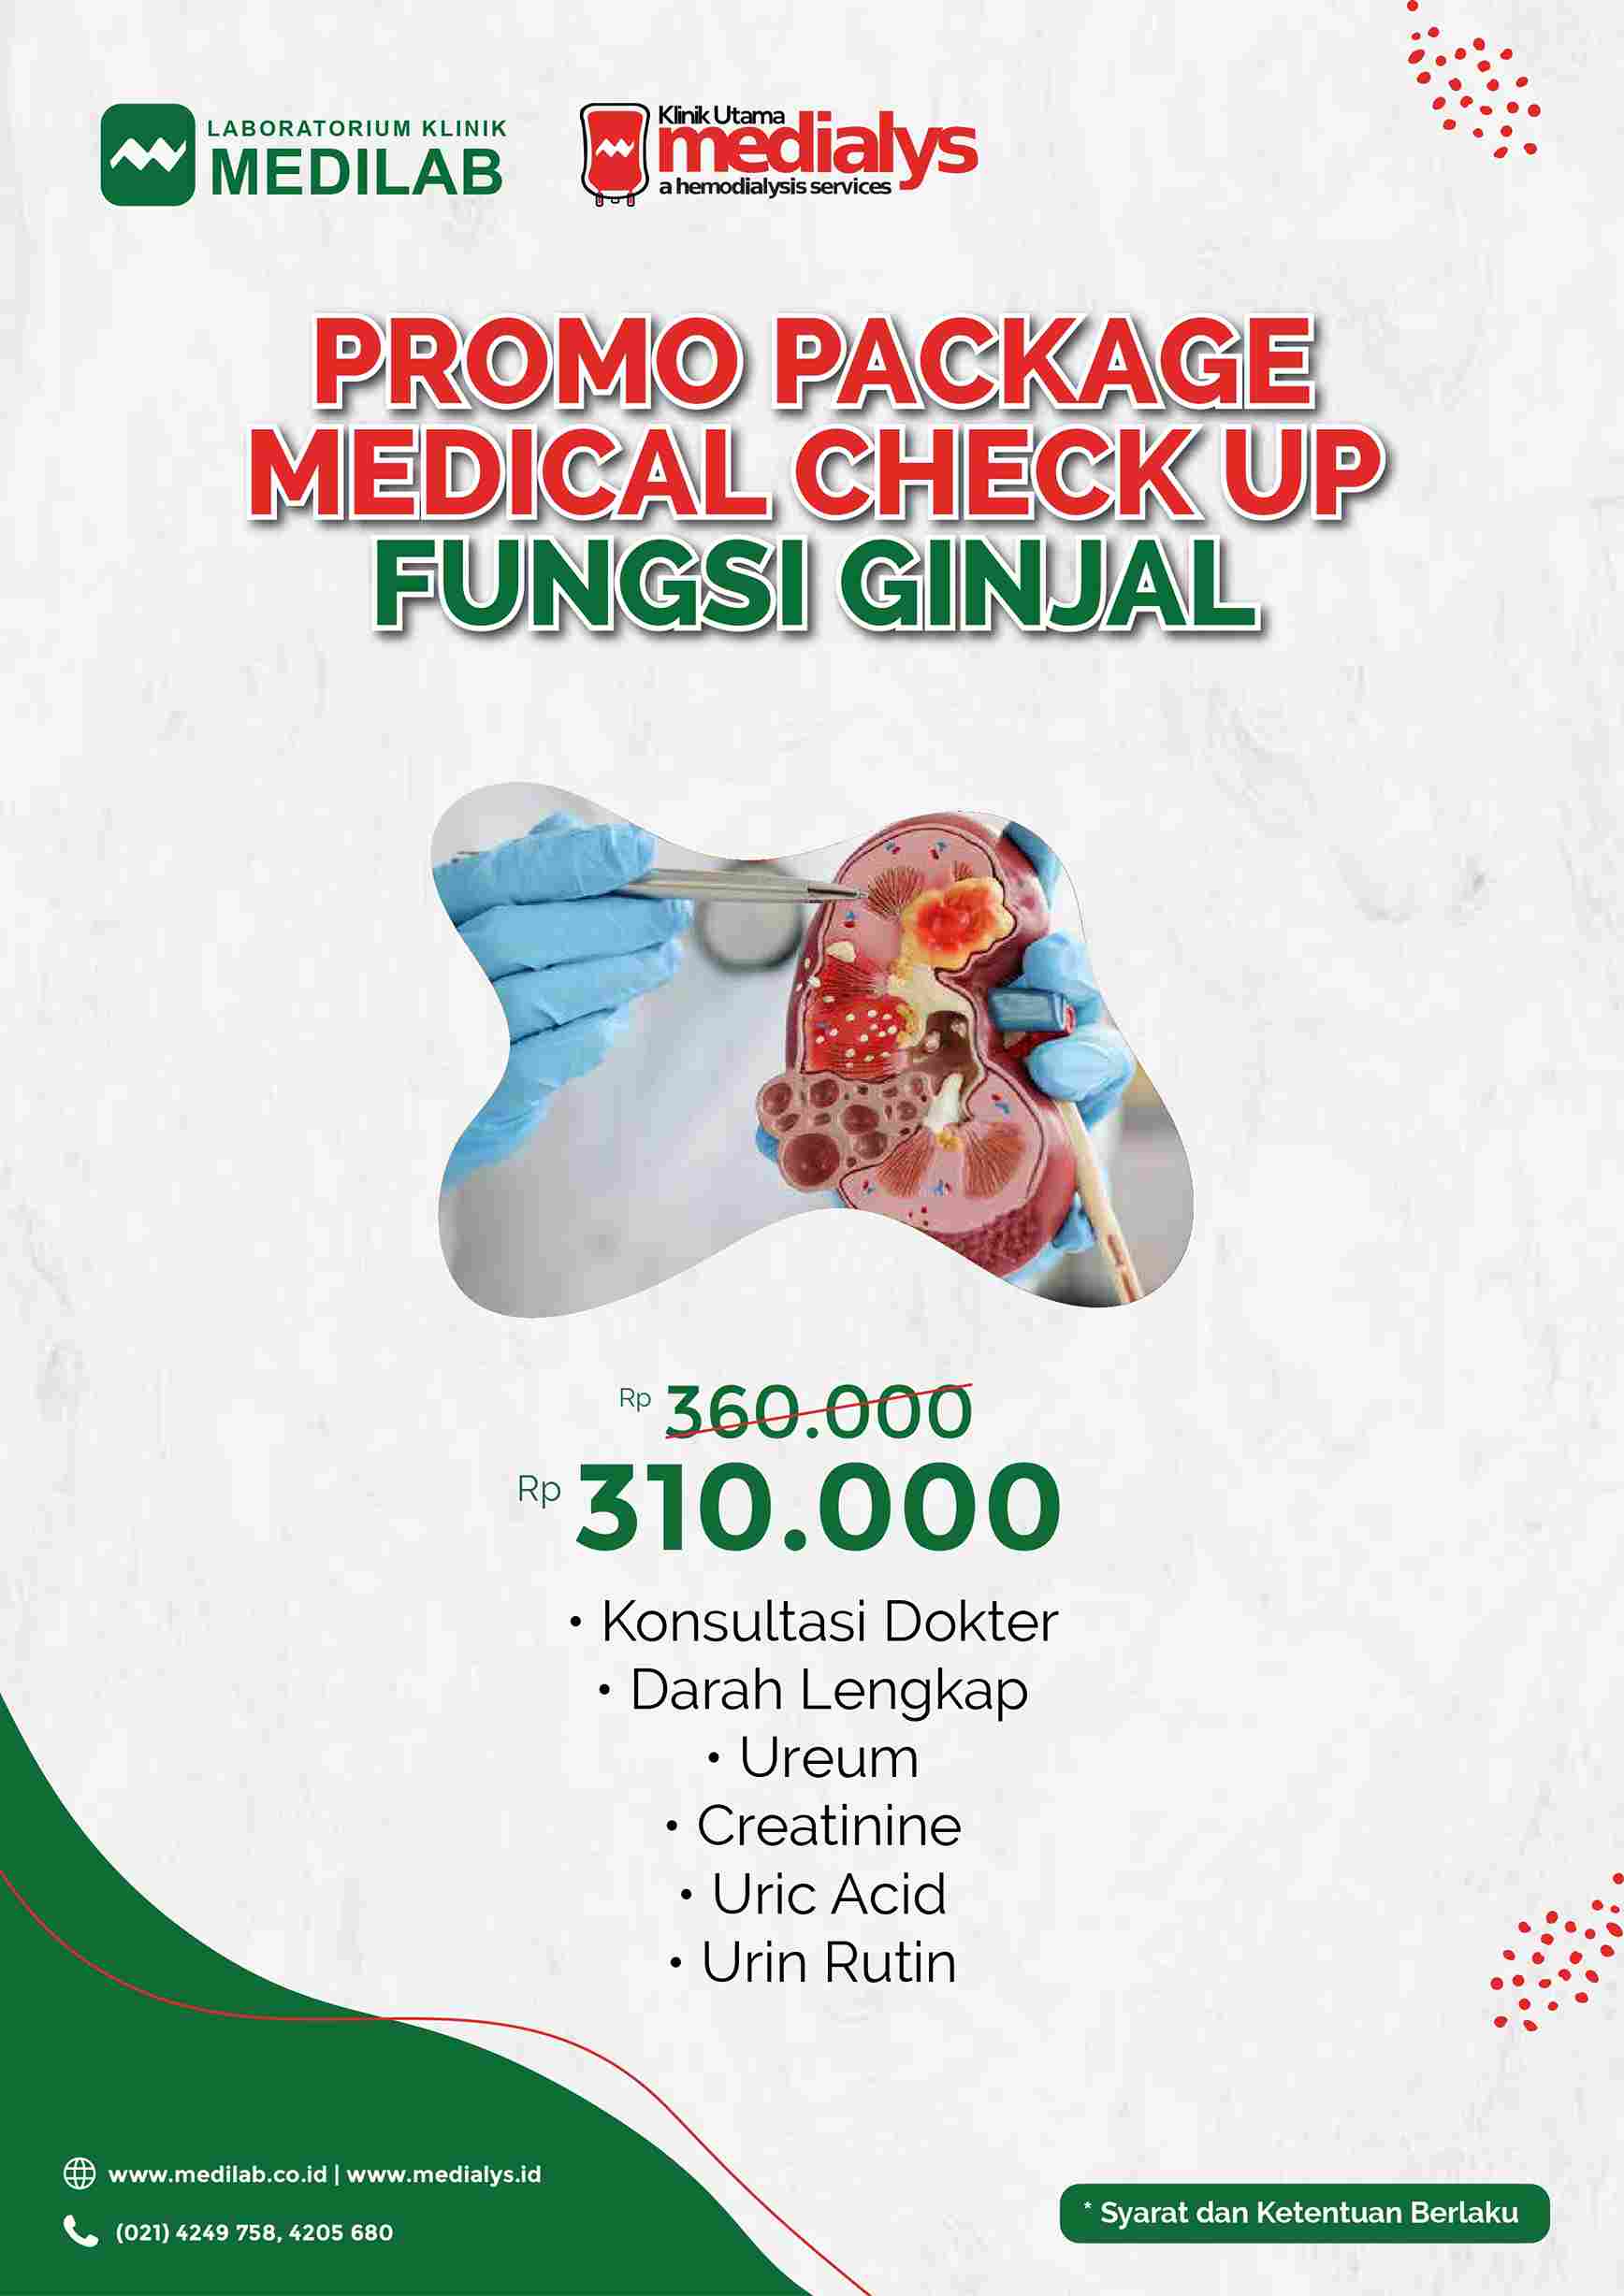 LABORATORIUM KLINIK
MEDILAB
Klinik Utama
medialys
a hemodialysis services
PROMO PACKAGE
MEDICAL CHECK UP
FUNGSI GINJAL
Rp 360.000
Rp 310.000
• Konsultasi Dokter
• Darah Lengkap
• Ureum
• Creatinine
• Uric Acid
• Urin Rutin
www.medilab.co.id | www.medialys.id
(021) 4249 758, 4205 680
* Syarat dan Ketentuan Berlaku